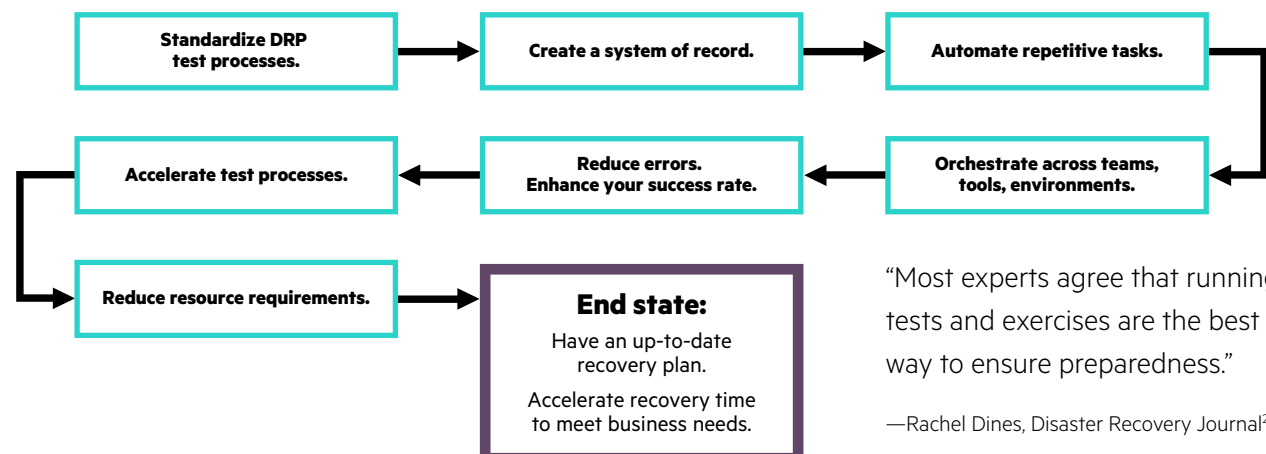 Standardize DRP
test processes.
Create a system of record.
Automate repetitive tasks.
Orchestrate across teams,
tools, environments.
Reduce errors.
Enhance your success rate.
Accelerate test processes.
Reduce resource requirements.
End state:
Have an up-to-date
recovery plan.
Accelerate recovery time
to meet business needs.
“Most experts agree that running
tests and exercises are the best
way to ensure preparedness.”
—Rachel Dines, Disaster Recovery Journal²